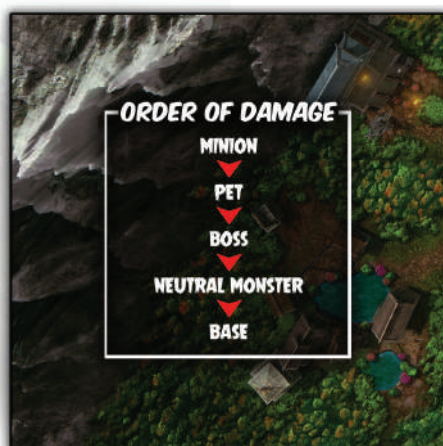 ORDER OF DAMAGE
MINION
PET
BOSS
NEUTRAL MONSTER
BASE